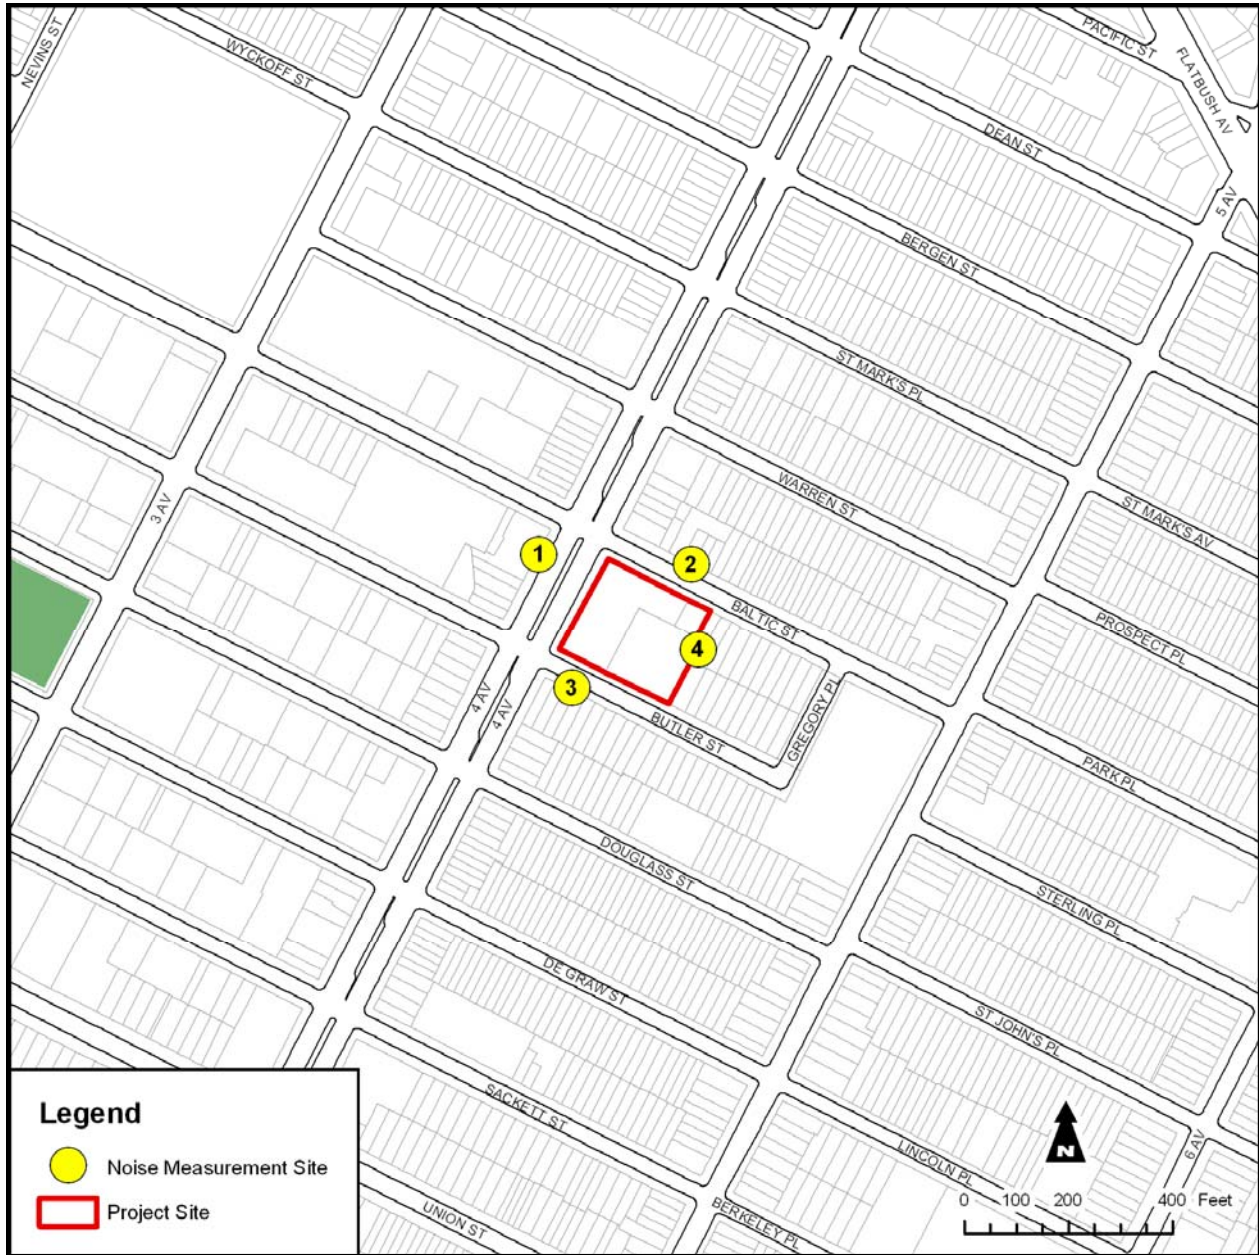 PACIFIC ST
FLATBUSH AV
NEVINS ST
WYCKOFF ST
DEAN ST
5 AV
BERGEN ST
ST MARK'S PL
WARREN ST
3 AV
ST MARK'S AV
1
2
BALTIC ST
PROSPECT PL
4
3
4 AV
4 AV
BUTLER ST
GREGORY PL
PARK PL
DOUGLASS ST
STERLING PL
DE GRAW ST
ST JOHN'S PL
SACKETT ST
LINCOLN PL
6 AV
UNION ST
BERKELEY PL
Legend
Noise Measurement Site
Project Site
N
0 100 200 400 Feet